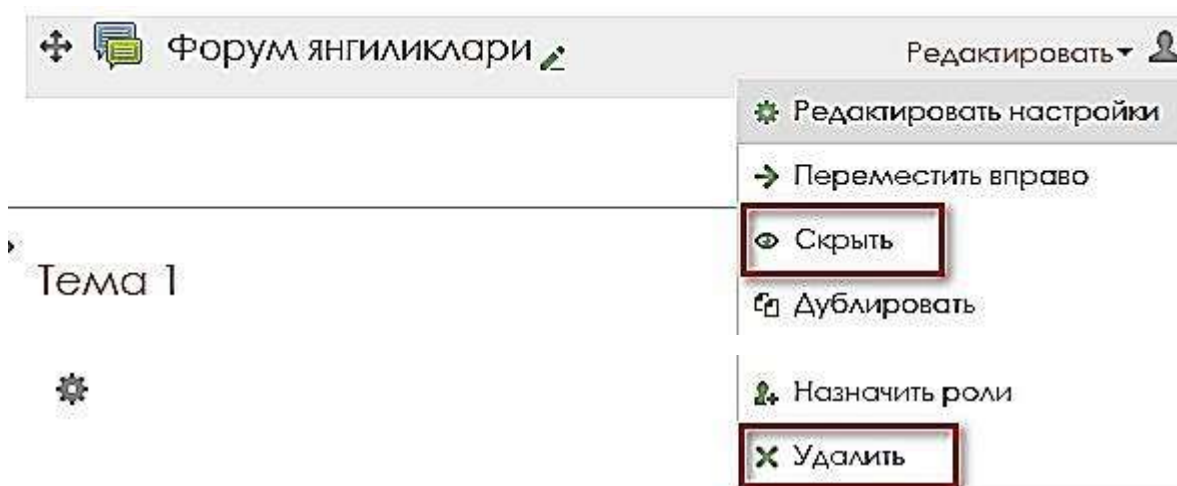 Форум янгиликлари
Редактировать
Редактировать настройки
Переместить вправо
Скрыть
Тема 1
Дублировать
Назначить роли
Удалить